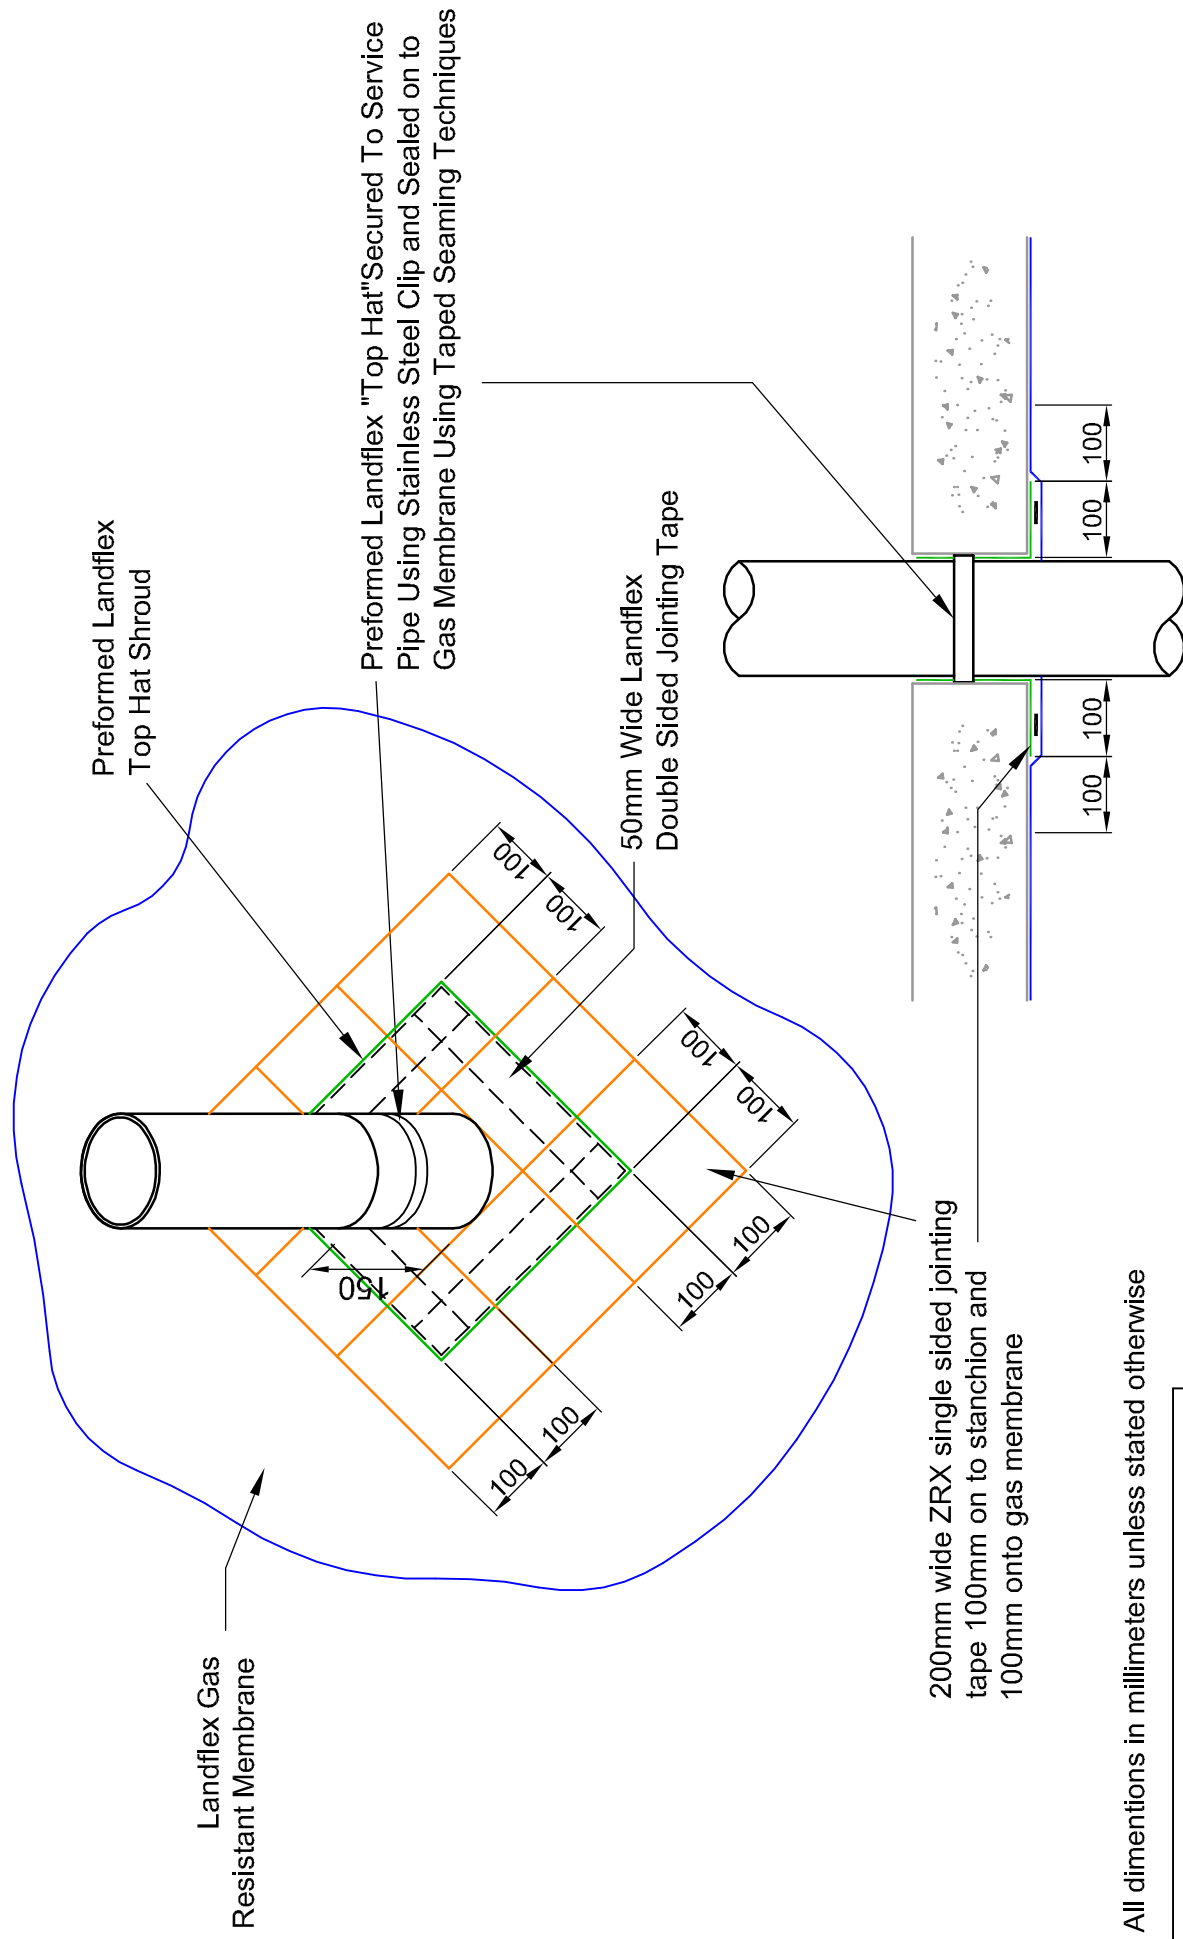 Landflex Gas
Resistant Membrane
Preformed Landflex
Top Hat Shroud
Preformed Landflex "Top Hat"Secured To Service
Pipe Using Stainless Steel Clip and Sealed on to
Gas Membrane Using Taped Seaming Techniques
50mm Wide Landflex
Double Sided Jointing Tape
150
100
100
100
100
100
100
100
100
200mm wide ZRX single sided jointing
tape 100mm on to stanchion and
100mm onto gas membrane
100
100
100
100
All dimentions in millimeters unless stated otherwise